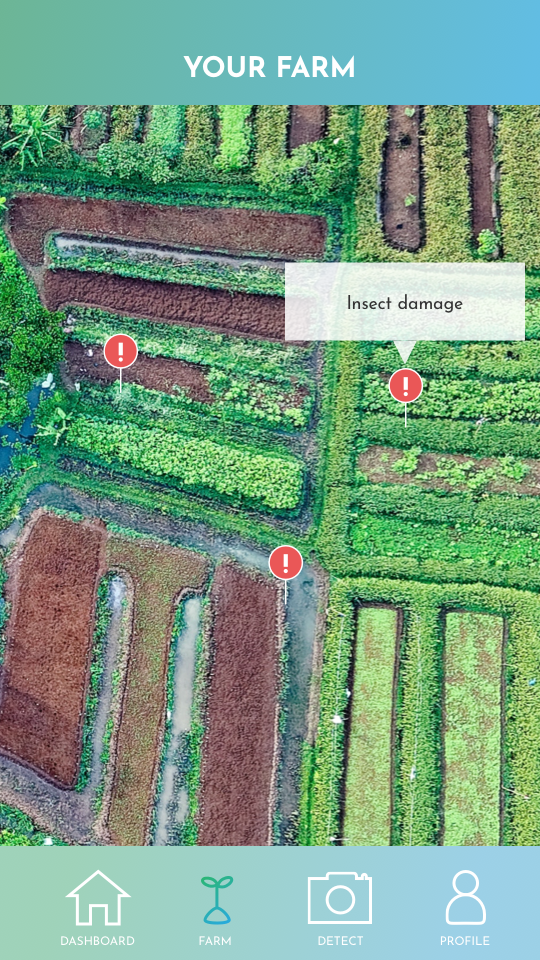 YOUR FARM
Insect damage
!
!
!
DASHBOARD
FARM
DETECT
PROFILE